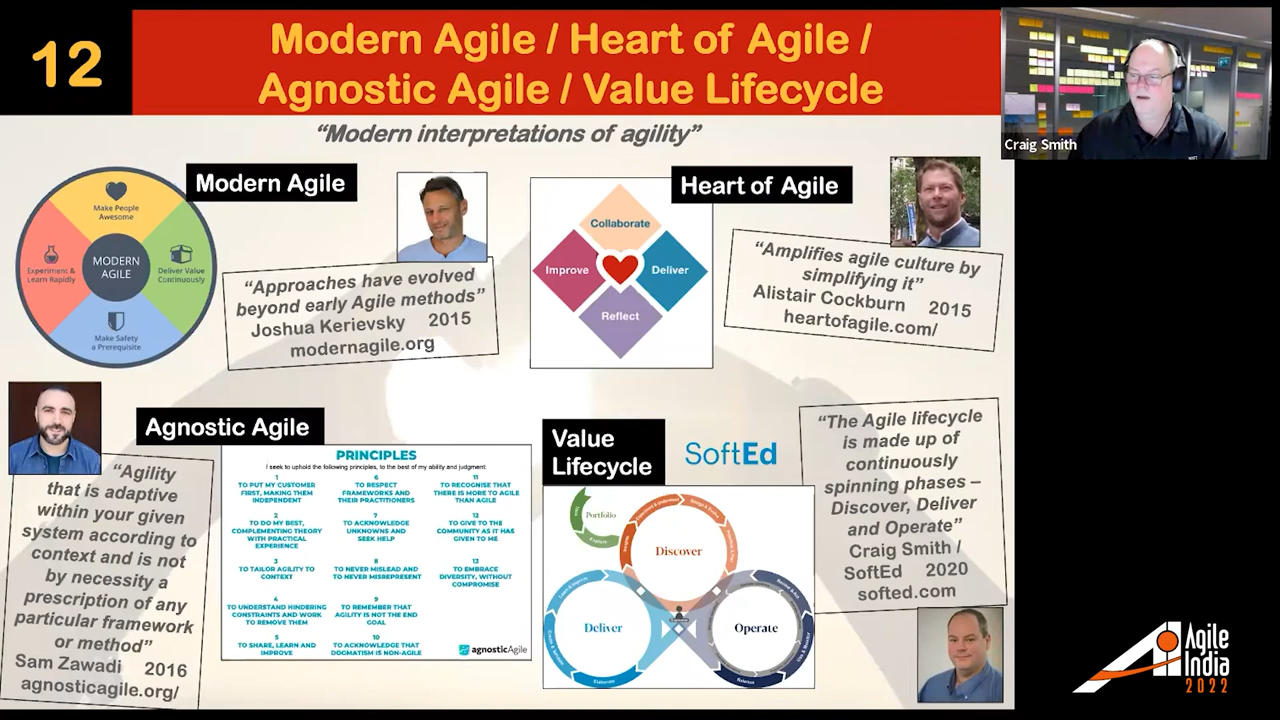 12
Modern Agile / Heart of Agile /
Agnostic Agile / Value Lifecycle
Craig Smith
“Modern interpretations of agility”
Modern Agile
Make People
Awesome
Experiment &
Learn Rapidly
MODERN
AGILE
Deliver Value
Continuously
Make Safety
a Prerequisite
“Approaches have evolved
beyond early Agile methods”
Joshua Kerievsky 2015
modernagile.org
Heart of Agile
Collaborate
Improve
Deliver
Reflect
“Amplifies agile culture by
simplifying it”
Alistair Cockburn 2015
heartofagile.com/
Agnostic Agile
“Agility
that is adaptive
within your given
system according to
context and is not
by necessity a
prescription of any
particular framework
or method”
Sam Zawadi 2016
agnosticagile.org/
PRINCIPLES
I seek to uphold the following principles, to the best of my ability and judgment:
1
TO PUT MY CUSTOMER
FIRST, MAKING THEM
INDEPENDENT
2
TO DO MY BEST,
COMPLEMENTING THEORY
WITH PRACTICAL
EXPERIENCE
3
TO TAILOR AGILITY TO
CONTEXT
4
TO UNDERSTAND HINDERING
CONSTRAINTS AND WORK
TO REMOVE THEM
5
TO SHARE, LEARN AND
IMPROVE
6
TO RESPECT
FRAMEWORKS AND
THEIR PRACTITIONERS
7
TO ACKNOWLEDGE
UNKNOWNS AND
SEEK HELP
8
TO NEVER MISLEAD AND
TO NEVER MISREPRESENT
9
TO REMEMBER THAT
AGILITY IS NOT THE END
GOAL
10
TO ACKNOWLEDGE THAT
DOGMATISM IS NON-AGILE
11
TO RECOGNISE THAT
THERE IS MORE TO AGILE
THAN AGILE
12
TO GIVE TO THE
COMMUNITY AS IT HAS
GIVEN TO ME
13
TO EMBRACE
DIVERSITY, WITHOUT
COMPROMISE
agnosticAgile
Value
Lifecycle
SoftEd
Portfolio
Explore
Discover
Deliver
Operate
Elaborate
“The Agile lifecycle
is made up of
continuously
spinning phases –
Discover, Deliver
and Operate”
Craig Smith /
SoftEd 2020
softed.com
Agile
India
2022